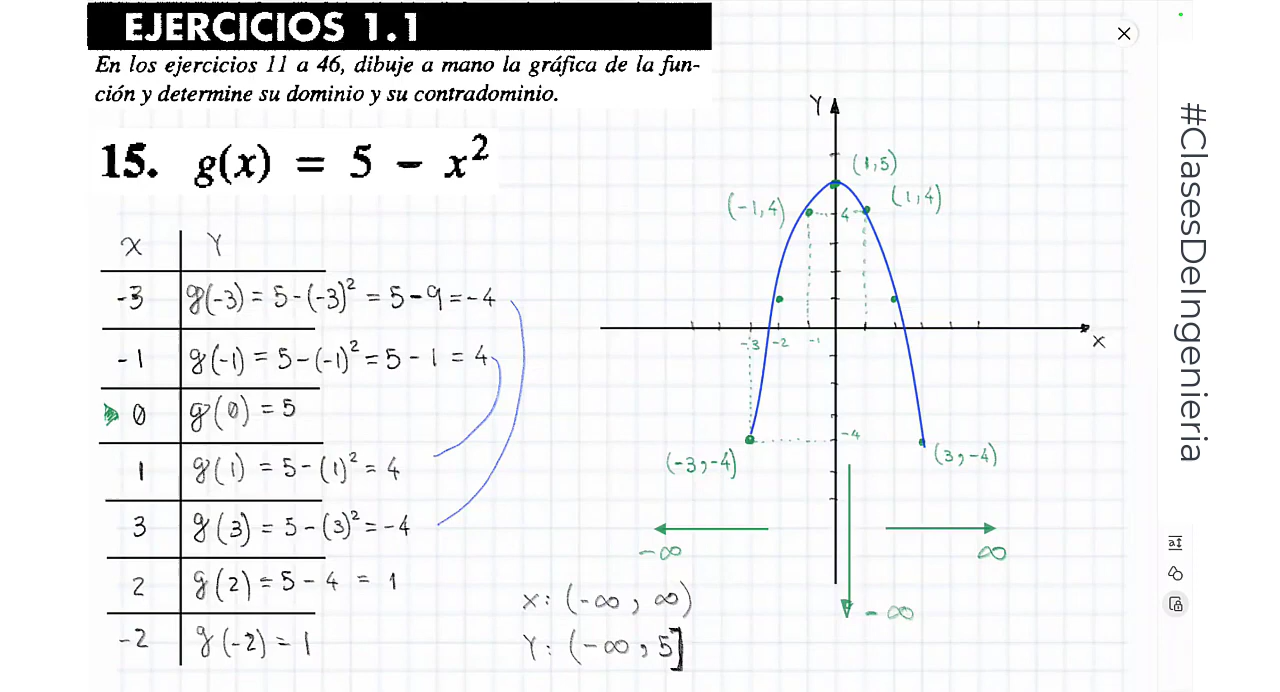 EJERCICIOS 1.1
En los ejercicios 11 a 46, dibuje a mano la gráfica de la fun-
ción y determine su dominio y su contradominio.
15. g(x) = 5 - x²
X Y
-3 g(-3) = 5-(-3)² = 5-9 = -4
-1 g(-1) = 5-(-1)² = 5-1 = 4
0 g(0) = 5
1 g(1) = 5-(1)² = 4
3 g(3) = 5-(3)² = -4
2 g(2) = 5-4 = 1
-2 g(-2) = 1
Y
(1,5)
(-1,4)
4
(1,4)
-3 -2 -1
X
-4
(-3,-4)
(3,-4)
-∞
∞
-∞
X: (-∞, ∞)
Y: (-∞, 5]
#ClasesDeIngenieria